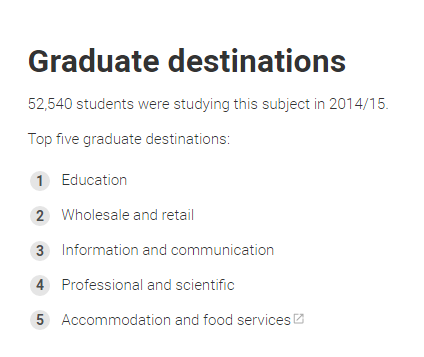 Graduate destinations
52,540 students were studying this subject in 2014/15.
Top five graduate destinations:
1 Education
2 Wholesale and retail
3 Information and communication
4 Professional and scientific
5 Accommodation and food services